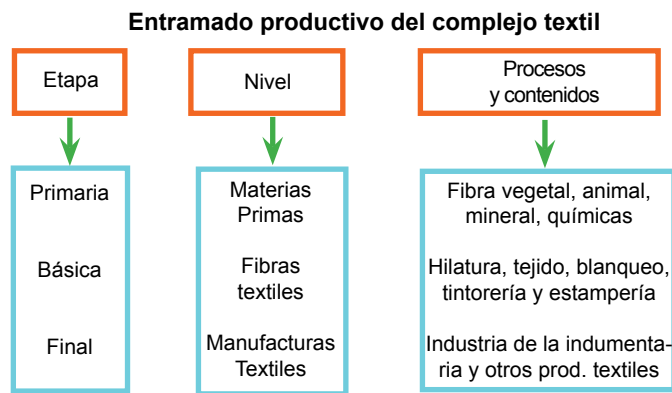 Entramado productivo del complejo textil
Etapa
Nivel
Procesos
y contenidos
Primaria
Materias
Primas
Fibra vegetal, animal,
mineral, químicas
Básica
Fibras
textiles
Hilatura, tejido, blanqueo,
tintorería y estampería
Final
Manufacturas
Textiles
Industria de la indumenta-
ria y otros prod. textiles